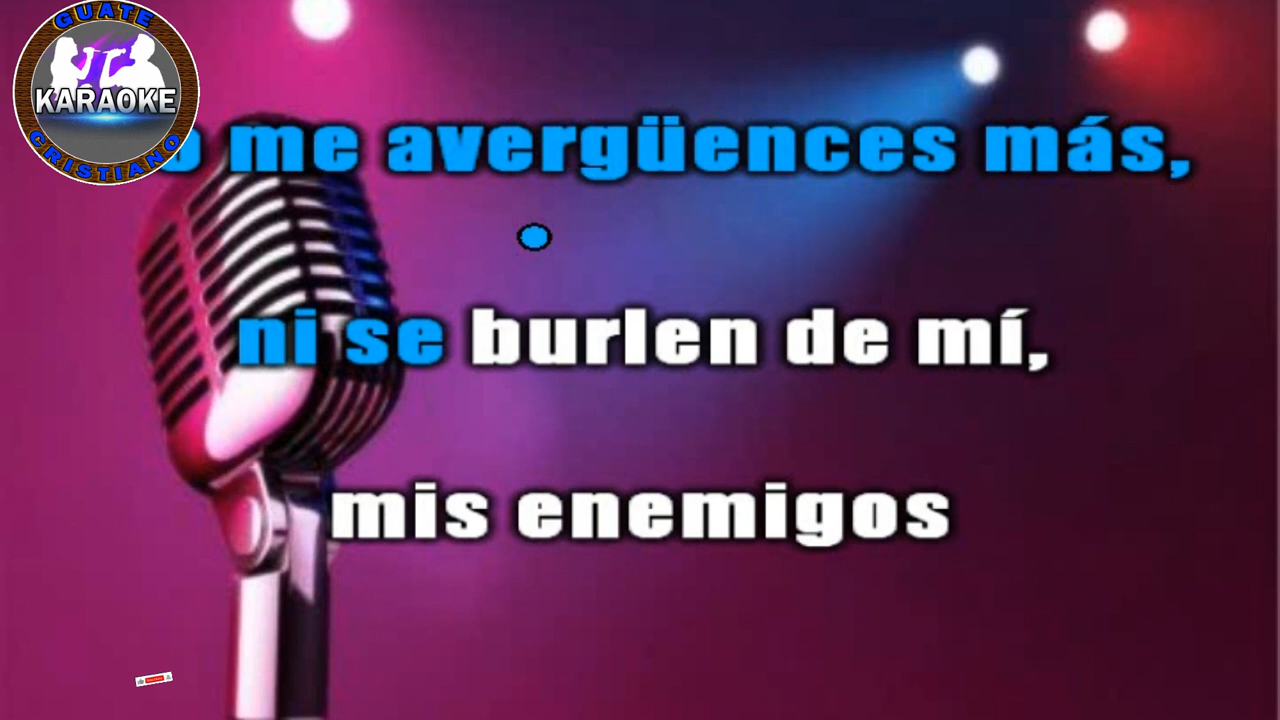 GUATE
KARAOKE
CRISTIANO
o me avergüences más,
ni se burlen de mí,
mis enemigos